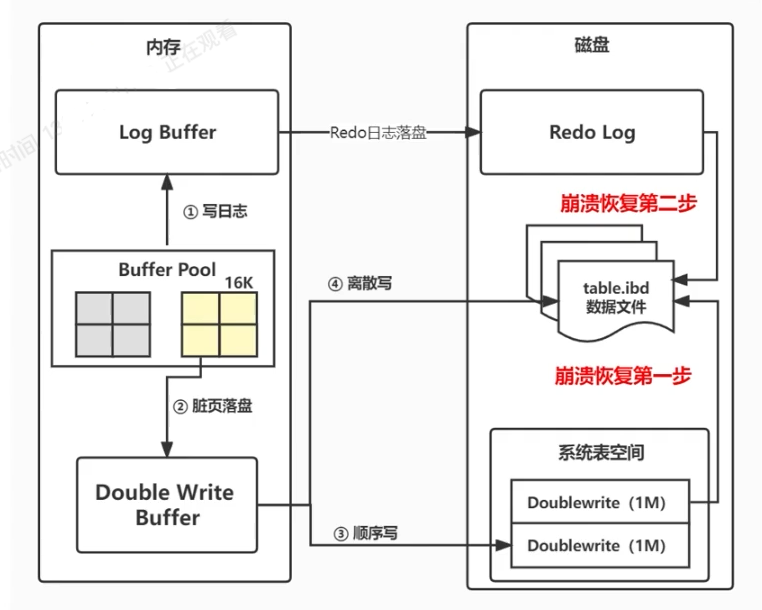 内存
正在观看
磁盘
Log Buffer
Redo日志落盘
Redo Log
① 写日志
崩溃恢复第二步
Buffer Pool
16K
④ 离散写
table.ibd
数据文件
崩溃恢复第一步
② 脏页落盘
系统表空间
Double Write
Buffer
Doublewrite（1M）
③ 顺序写
Doublewrite（1M）